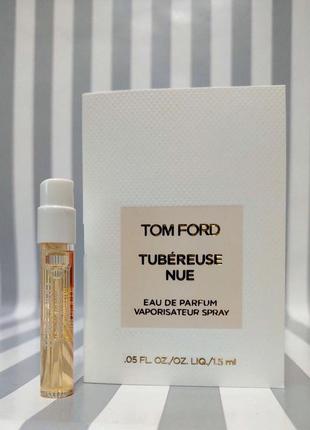 TOM FORD
TUBÉREUSE
NUE
EAU DE PARFUM
VAPORISATEUR SPRAY
.05 FL. OZ./OZ. LIQ./1.5 ml